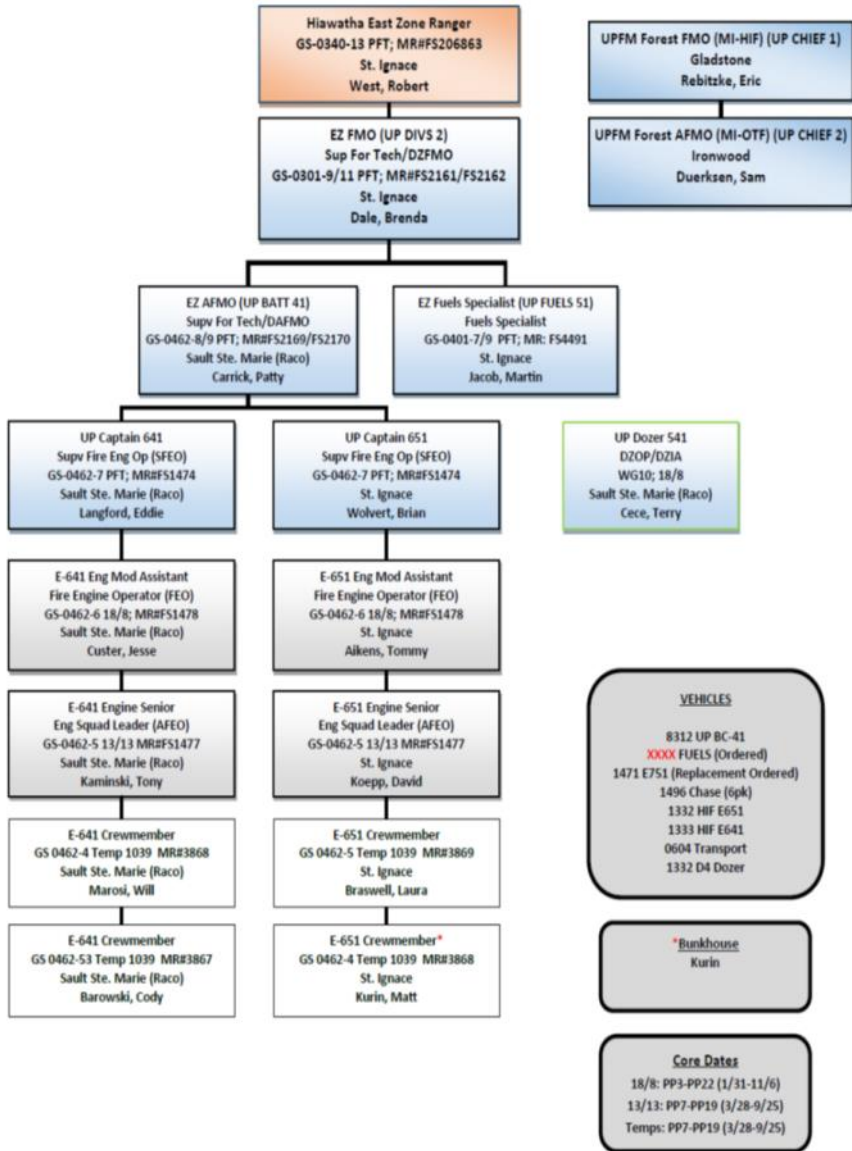 Hiawatha East Zone Ranger
GS-0340-13 PFT; MR#FS206863
St. Ignace
West, Robert
UPFM Forest FMO (MI-HIF) (UP CHIEF 1)
Gladstone
Rebitzke, Eric
EZ FMO (UP DIVS 2)
Sup For Tech/DZFMO
GS-0301-9/11 PFT; MR#FS2161/FS2162
St. Ignace
Dale, Brenda
UPFM Forest AFMO (MI-OTF) (UP CHIEF 2)
Ironwood
Duerksen, Sam
EZ AFMO (UP BATT 41)
Supv For Tech/DAFMO
GS-0462-8/9 PFT; MR#FS2169/FS2170
Sault Ste. Marie (Raco)
Carrick, Patty
EZ Fuels Specialist (UP FUELS 51)
Fuels Specialist
GS-0401-7/9 PFT; MR: FS4491
St. Ignace
Jacob, Martin
UP Captain 641
Supv Fire Eng Op (SFEO)
GS-0462-7 PFT; MR#FS1474
Sault Ste. Marie (Raco)
Langford, Eddie
UP Captain 651
Supv Fire Eng Op (SFEO)
GS-0462-7 PFT; MR#FS1474
St. Ignace
Wolvert, Brian
UP Dozer 541
DZOP/DZIA
WG10; 18/8
Sault Ste. Marie (Raco)
Cece, Terry
E-641 Eng Mod Assistant
Fire Engine Operator (FEO)
GS-0462-6 18/8; MR#FS1478
Sault Ste. Marie (Raco)
Custer, Jesse
E-651 Eng Mod Assistant
Fire Engine Operator (FEO)
GS-0462-6 18/8; MR#FS1478
St. Ignace
Aikens, Tommy
E-641 Engine Senior
Eng Squad Leader (AFEO)
GS-0462-5 13/13 MR#FS1477
Sault Ste. Marie (Raco)
Kaminski, Tony
E-651 Engine Senior
Eng Squad Leader (AFEO)
GS-0462-5 13/13 MR#FS1477
St. Ignace
Koepp, David
E-641 Crewmember
GS 0462-4 Temp 1039 MR#3868
Sault Ste. Marie (Raco)
Marosi, Will
E-651 Crewmember
GS 0462-5 Temp 1039 MR#3869
St. Ignace
Braswell, Laura
E-641 Crewmember
GS 0462-53 Temp 1039 MR#3867
Sault Ste. Marie (Raco)
Barowski, Cody
E-651 Crewmember*
GS 0462-4 Temp 1039 MR#3868
St. Ignace
Kurin, Matt
VEHICLES
8312 UP BC-41
XXXX FUELS (Ordered)
1471 E751 (Replacement Ordered)
1496 Chase (6pk)
1332 HIF E651
1333 HIF E641
0604 Transport
1332 D4 Dozer
*Bunkhouse
Kurin
Core Dates
18/8: PP3-PP22 (1/31-11/6)
13/13: PP7-PP19 (3/28-9/25)
Temps: PP7-PP19 (3/28-9/25)